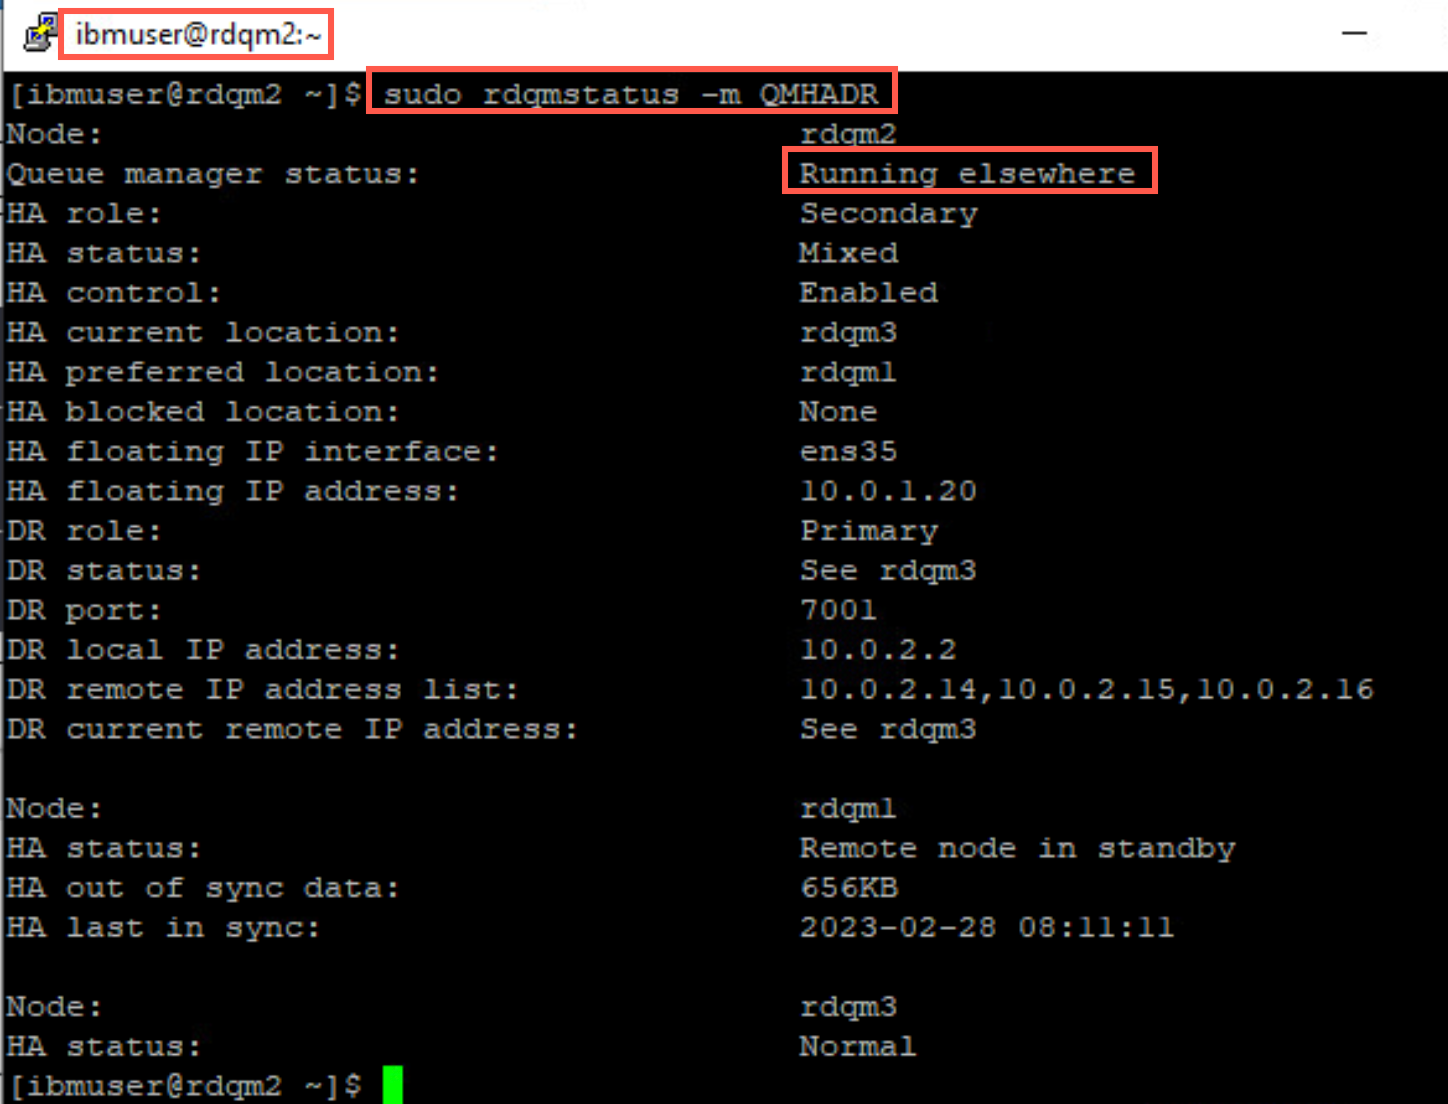 ibmuser@rdqm2:~
[ibmuser@rdqm2 ~]$ sudo rdqmstatus -m QMHADR
Node: rdqm2
Queue manager status: Running elsewhere
HA role: Secondary
HA status: Mixed
HA control: Enabled
HA current location: rdqm3
HA preferred location: rdqm1
HA blocked location: None
HA floating IP interface: ens35
HA floating IP address: 10.0.1.20
DR role: Primary
DR status: See rdqm3
DR port: 7001
DR local IP address: 10.0.2.2
DR remote IP address list: 10.0.2.14,10.0.2.15,10.0.2.16
DR current remote IP address: See rdqm3
Node: rdqm1
HA status: Remote node in standby
HA out of sync data: 656KB
HA last in sync: 2023-02-28 08:11:11
Node: rdqm3
HA status: Normal
[ibmuser@rdqm2 ~]$